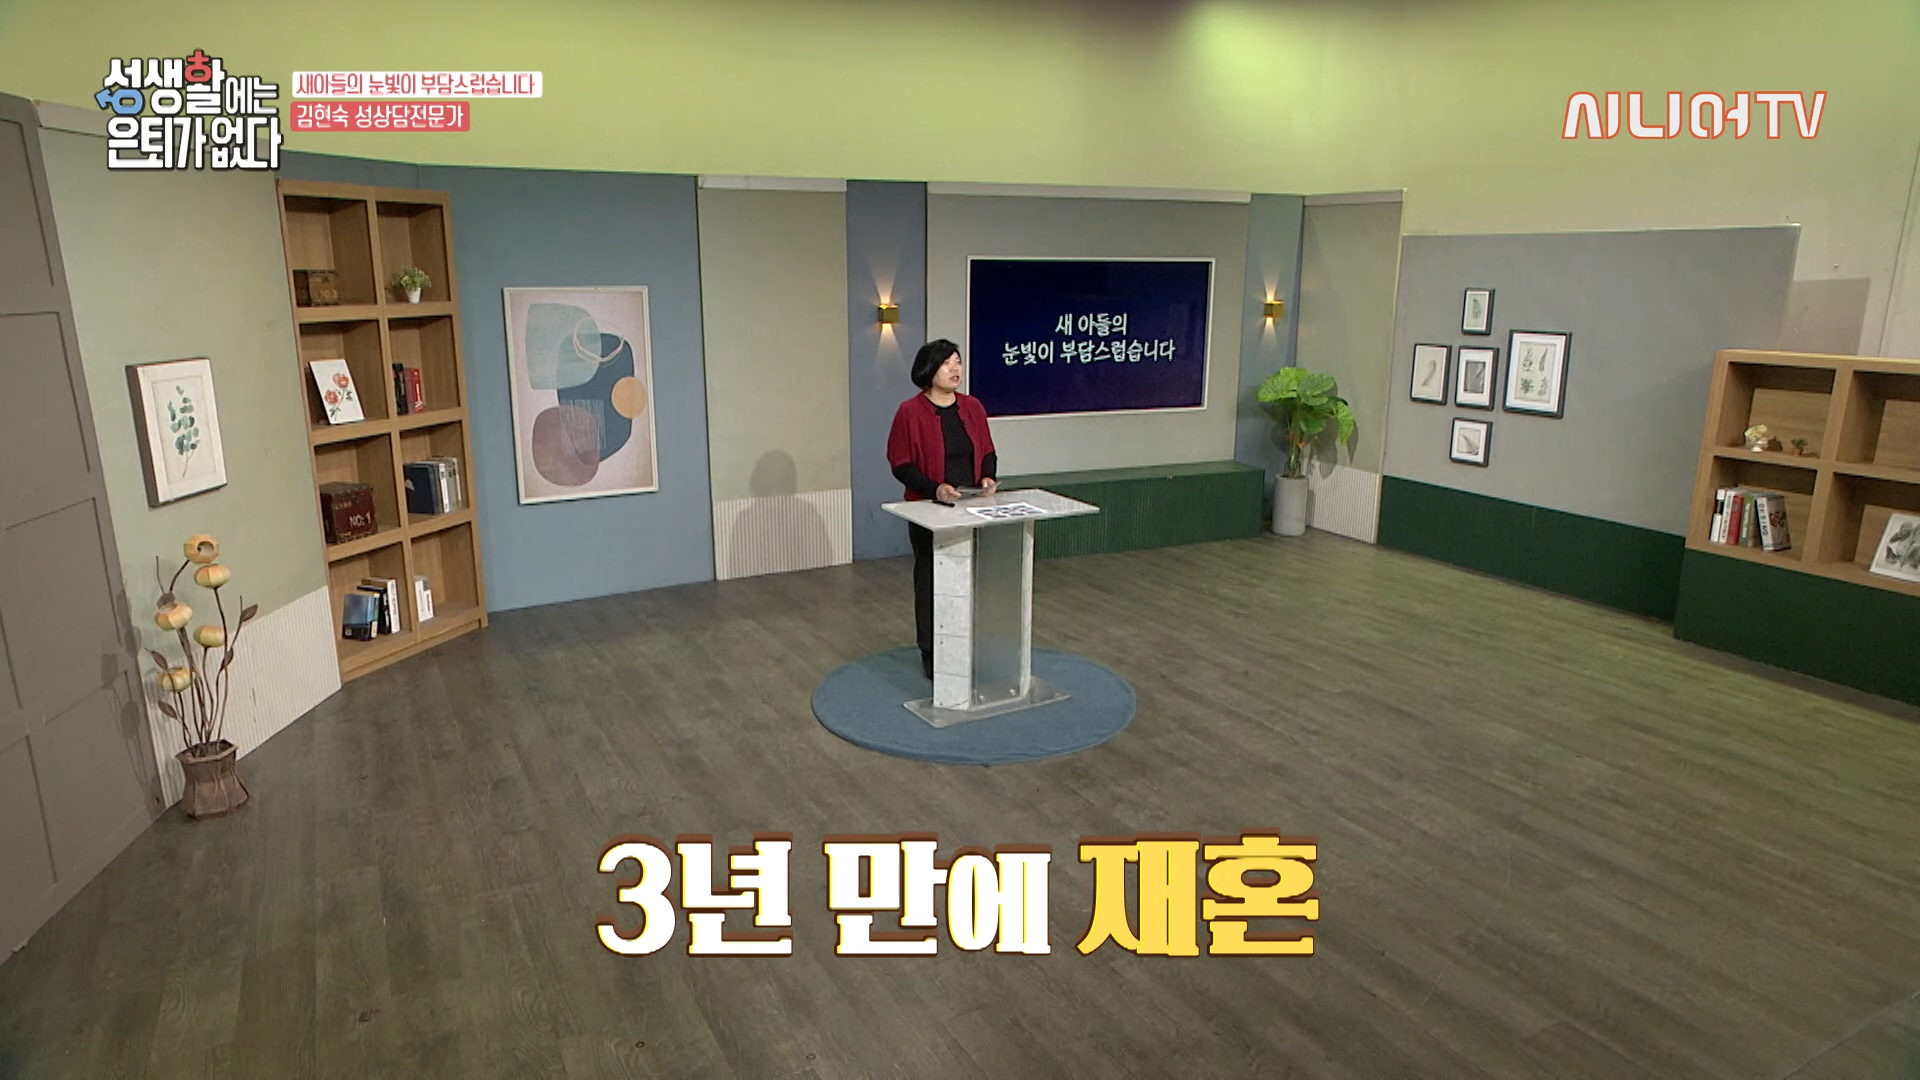 성생활에는
은퇴가 없다
새아들의 눈빛이 부담스럽습니다
김현숙 성상담전문가
시니어TV
새 아들의
눈빛이 부담스럽습니다
NO.1
3년 만에 재혼